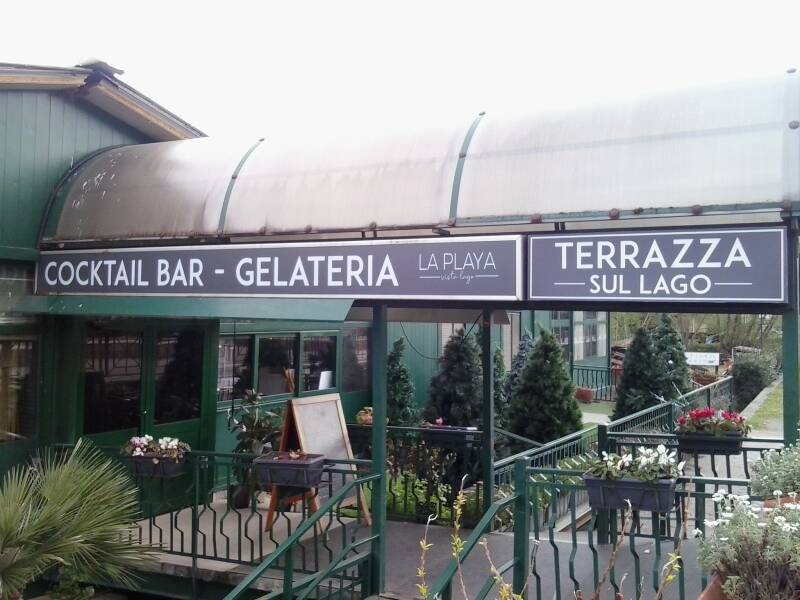 COCKTAIL BAR - GELATERIA
LA PLAYA
vista lago
TERRAZZA
SUL LAGO